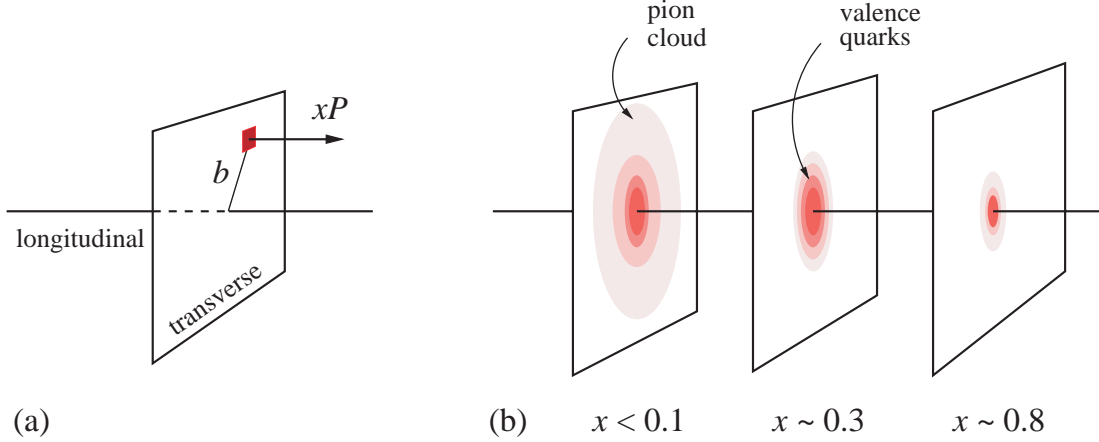 xP
b
longitudinal
transverse
(a)
pion
cloud
valence
quarks
(b)
x < 0.1
x ~ 0.3
x ~ 0.8